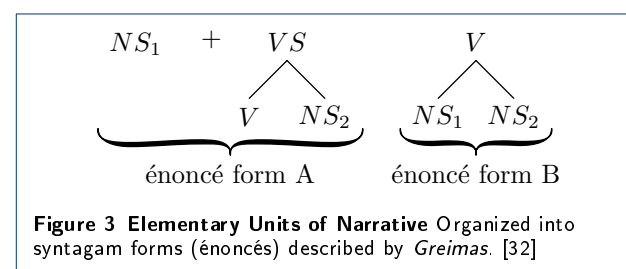 NS1 + VS V
V NS2 NS1 NS2
énoncé form A énoncé form B
Figure 3 Elementary Units of Narrative Organized into
syntagam forms (énoncés) described by Greimas. [32]